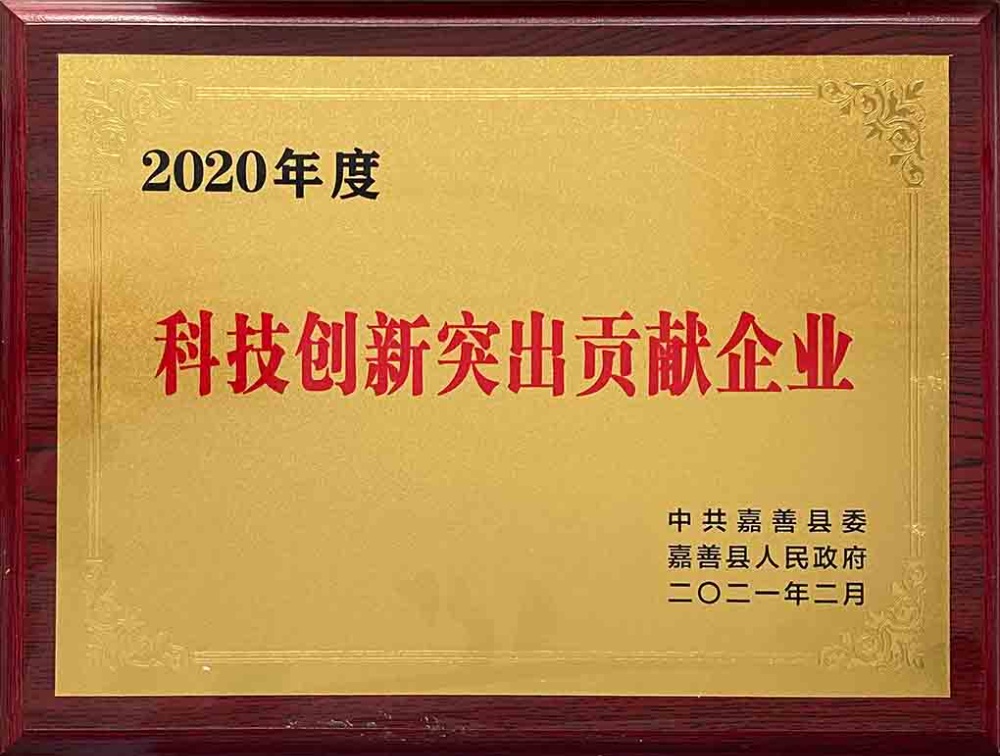 2020年度
科技创新突出贡献企业
中共嘉善县委
嘉善县人民政府
二〇二一年二月